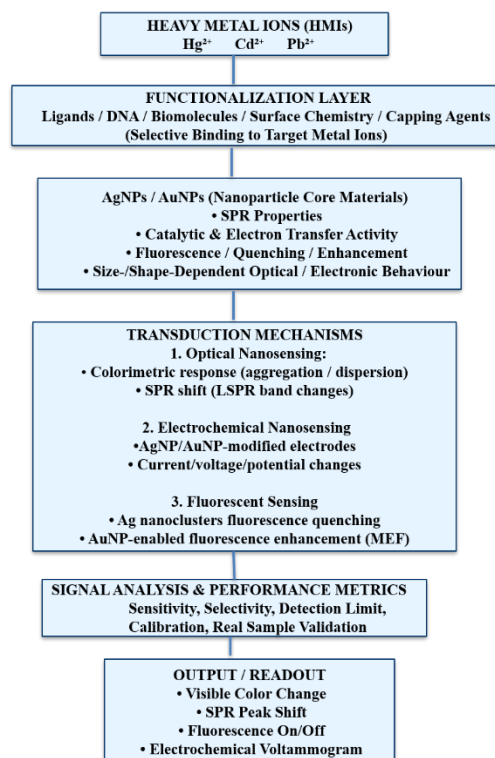 HEAVY METAL IONS (HMIs)
Hg²⁺ Cd²⁺ Pb²⁺
FUNCTIONALIZATION LAYER
Ligands / DNA / Biomolecules / Surface Chemistry / Capping Agents
(Selective Binding to Target Metal Ions)
AgNPs / AuNPs (Nanoparticle Core Materials)
• SPR Properties
• Catalytic & Electron Transfer Activity
• Fluorescence / Quenching / Enhancement
• Size-/Shape-Dependent Optical / Electronic Behaviour
TRANSDUCTION MECHANISMS
1. Optical Nanosensing:
• Colorimetric response (aggregation / dispersion)
• SPR shift (LSPR band changes)
2. Electrochemical Nanosensing
•AgNP/AuNP-modified electrodes
• Current/voltage/potential changes
3. Fluorescent Sensing
• Ag nanoclusters fluorescence quenching
• AuNP-enabled fluorescence enhancement (MEF)
SIGNAL ANALYSIS & PERFORMANCE METRICS
Sensitivity, Selectivity, Detection Limit,
Calibration, Real Sample Validation
OUTPUT / READOUT
• Visible Color Change
• SPR Peak Shift
• Fluorescence On/Off
• Electrochemical Voltammogram